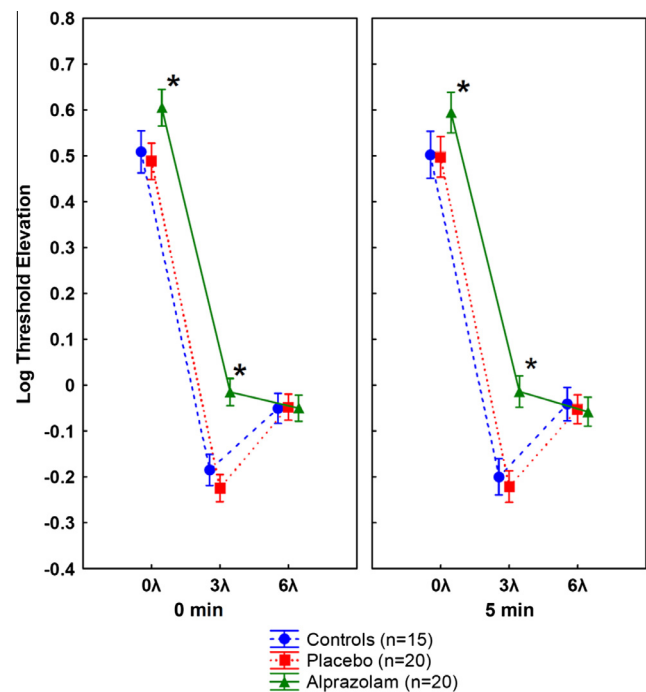 Log Threshold Elevation
0.8
0.7
0.6
0.5
0.4
0.3
0.2
0.1
0
-0.1
-0.2
-0.3
-0.4
*
*
*
*
0λ 3λ 6λ
0 min
0λ 3λ 6λ
5 min
Controls (n=15)
Placebo (n=20)
Alprazolam (n=20)